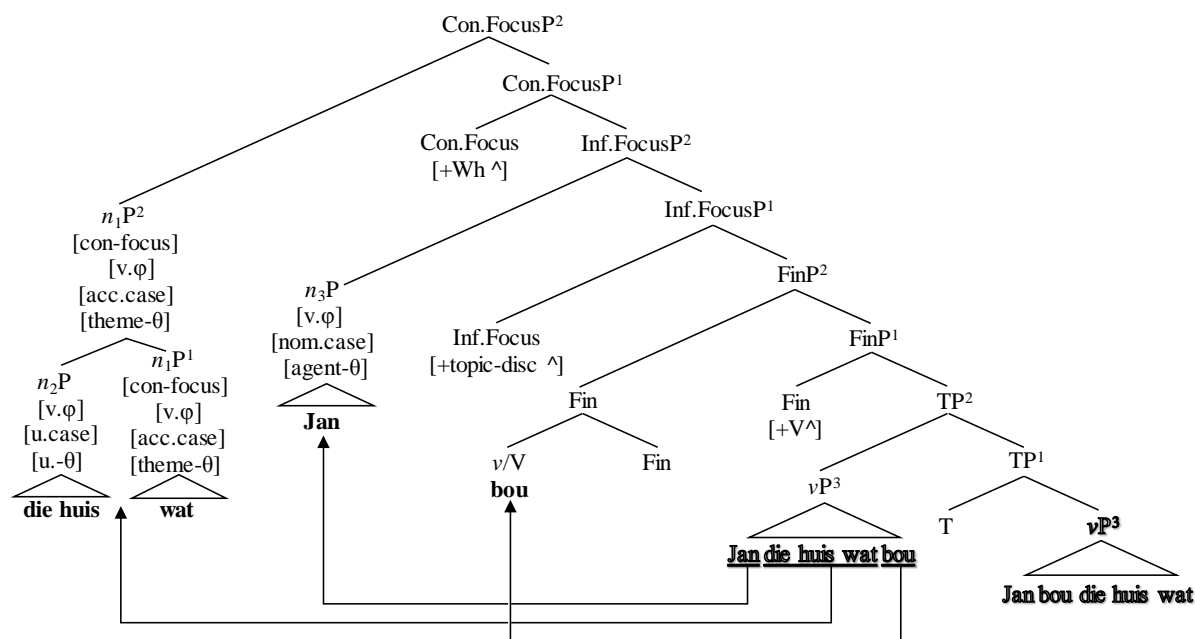 Con.FocusP²
Con.FocusP¹
Con.Focus
[+Wh ^]
Inf.FocusP²
n₁P²
[con-focus]
[v.φ]
[acc.case]
[theme-θ]
Inf.FocusP¹
n₃P
[v.φ]
[nom.case]
[agent-θ]
Jan
Inf.Focus
[+topic-disc ^]
FinP²
n₂P
[v.φ]
[u.case]
[u.-θ]
die huis
n₁P¹
[con-focus]
[v.φ]
[acc.case]
[theme-θ]
wat
Fin
FinP¹
Fin
[+V^]
TP²
v/V
bou
Fin
vP³
Jan die huis wat bou
TP¹
T
vP³
Jan bou die huis wat